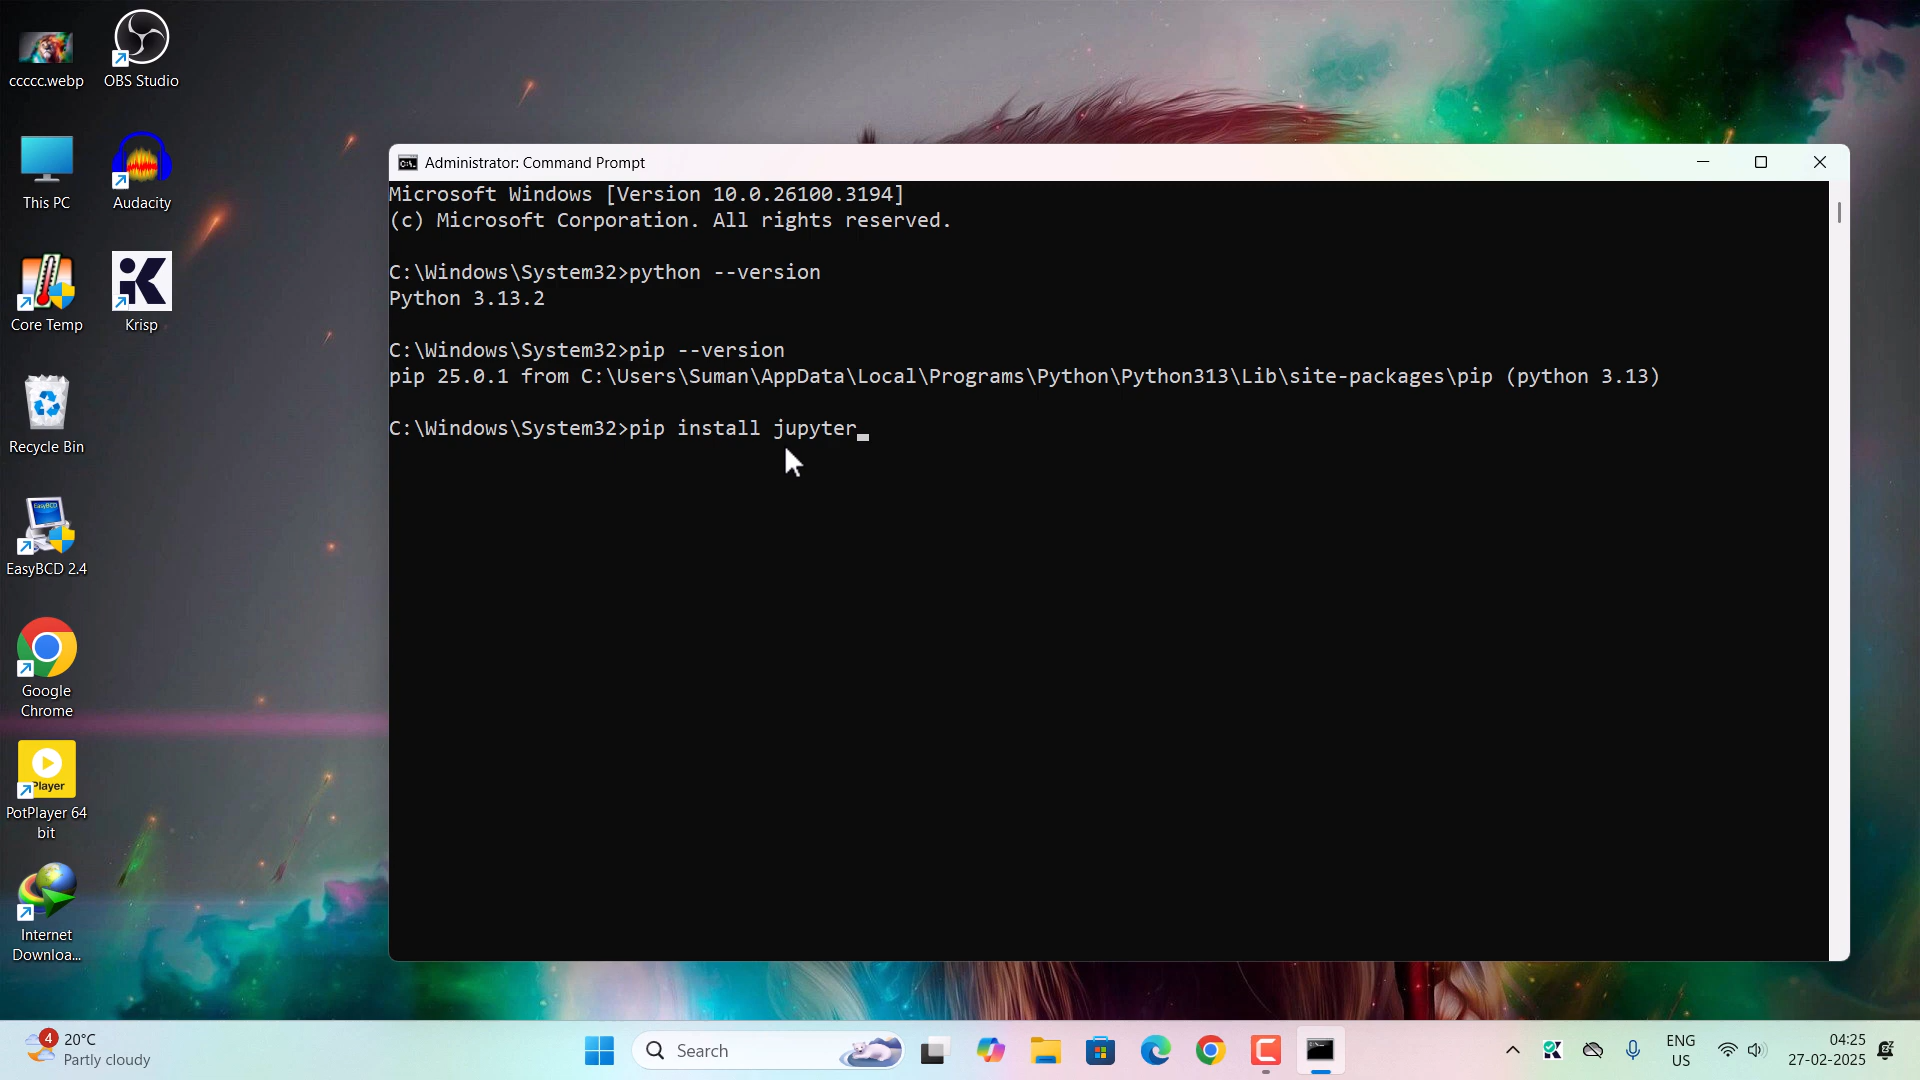 ccccc.webp
OBS Studio
This PC
Audacity
Core Temp
Krisp
Recycle Bin
EasyBCD
EasyBCD 2.4
Google
Chrome
Player
PotPlayer 64
bit
Internet
Downloa...
Administrator: Command Prompt
Microsoft Windows [Version 10.0.26100.3194]
(c) Microsoft Corporation. All rights reserved.
C:\Windows\System32>python --version
Python 3.13.2
C:\Windows\System32>pip --version
pip 25.0.1 from C:\Users\Suman\AppData\Local\Programs\Python\Python313\Lib\site-packages\pip (python 3.13)
C:\Windows\System32>pip install jupyter_
4
20°C
Partly cloudy
Search
ENG
US
04:25
27-02-2025